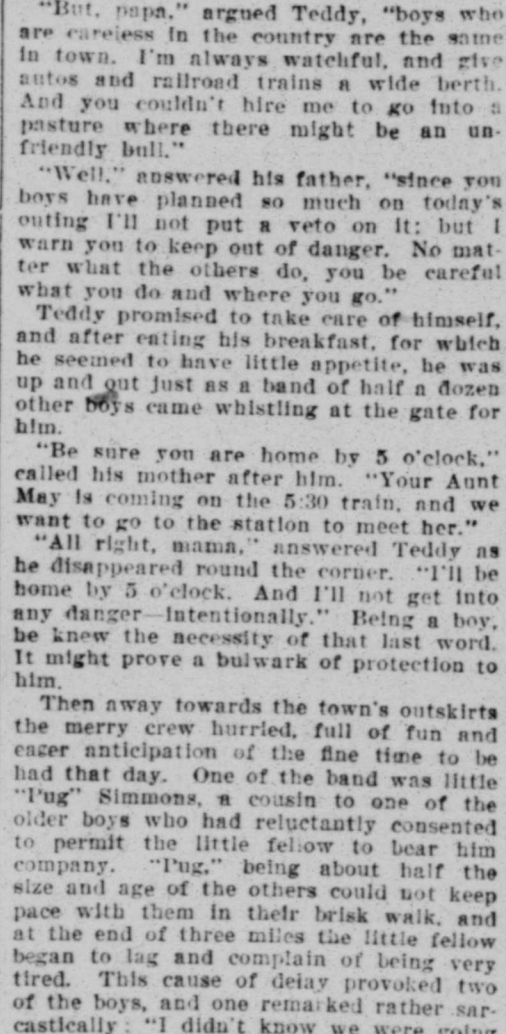 "But, papa," argued Teddy, "boys who
are careless in the country are the same
in town. I'm always watchful, and give
autos and railroad trains a wide berth.
And you couldn't hire me to go into a
pasture where there might be an un-
friendly bull."
"Well," answered his father, "since you
boys have planned so much on today's
outing I'll not put a veto on it; but I
warn you to keep out of danger. No mat-
ter what the others do, you be careful
what you do and where you go."
Teddy promised to take care of himself,
and after eating his breakfast, for which
he seemed to have little appetite, he was
up and out just as a band of half a dozen
other boys came whistling at the gate for
him.
"Be sure you are home by 5 o'clock,"
called his mother after him. "Your Aunt
May is coming on the 5:30 train, and we
want to go to the station to meet her."
"All right, mama," answered Teddy as
he disappeared round the corner. "I'll be
home by 5 o'clock. And I'll not get into
any danger—intentionally." Being a boy,
he knew the necessity of that last word.
It might prove a bulwark of protection to
him.
Then away towards the town's outskirts
the merry crew hurried, full of fun and
eager anticipation of the fine time to be
had that day. One of the band was little
"Pug" Simmons, a cousin to one of the
older boys who had reluctantly consented
to permit the little fellow to bear him
company. "Pug," being about half the
size and age of the others could not keep
pace with them in their brisk walk, and
at the end of three miles the little fellow
began to lag and complain of being very
tired. This cause of delay provoked two
of the boys, and one remarked rather sar-
castically: "I didn't know we were going